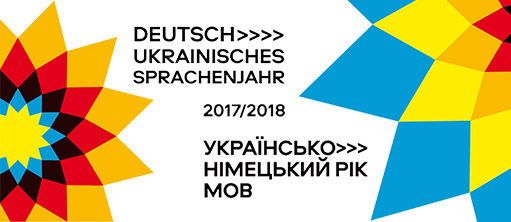 DEUTSCH>>>>
UKRAINISCHES
SPRACHENJAHR
2017/2018
УКРАЇНСЬКО>>>
НІМЕЦЬКИЙ РІК
МОВ